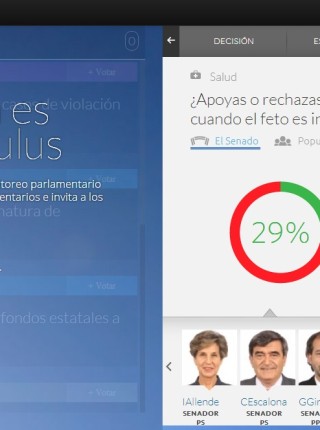 0
+ Votar
caso de violación
es
ulus
toreo parlamentario
entarios e invita a los
+ Votar
natura de
+ Votar
fondos estatales a
+ Votar
DECISIÓN
ES
Salud
¿Apoyas o rechazas
cuando el feto es in
El Senado
Popu
29%
IAllende
SENADOR
PS
CEscalona
SENADOR
PS
GGir
SENA
PP